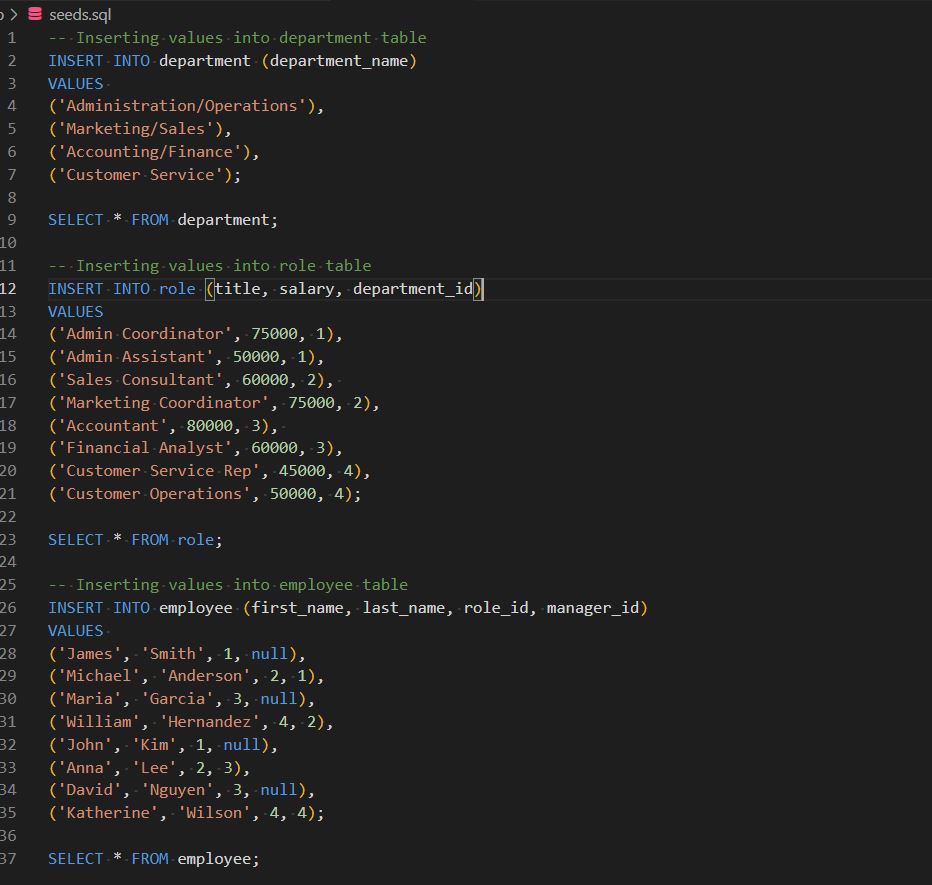 > seeds.sql
1 -- Inserting values into department table
2 INSERT INTO department (department_name)
3 VALUES
4 ('Administration/Operations'),
5 ('Marketing/Sales'),
6 ('Accounting/Finance'),
7 ('Customer Service');
8
9 SELECT * FROM department;
10
11 -- Inserting values into role table
12 INSERT INTO role (title, salary, department_id)
13 VALUES
14 ('Admin Coordinator', 75000, 1),
15 ('Admin Assistant', 50000, 1),
16 ('Sales Consultant', 60000, 2),
17 ('Marketing Coordinator', 75000, 2),
18 ('Accountant', 80000, 3),
19 ('Financial Analyst', 60000, 3),
20 ('Customer Service Rep', 45000, 4),
21 ('Customer Operations', 50000, 4);
22
23 SELECT * FROM role;
24
25 -- Inserting values into employee table
26 INSERT INTO employee (first_name, last_name, role_id, manager_id)
27 VALUES
28 ('James', 'Smith', 1, null),
29 ('Michael', 'Anderson', 2, 1),
30 ('Maria', 'Garcia', 3, null),
31 ('William', 'Hernandez', 4, 2),
32 ('John', 'Kim', 1, null),
33 ('Anna', 'Lee', 2, 3),
34 ('David', 'Nguyen', 3, null),
35 ('Katherine', 'Wilson', 4, 4);
36
37 SELECT * FROM employee;